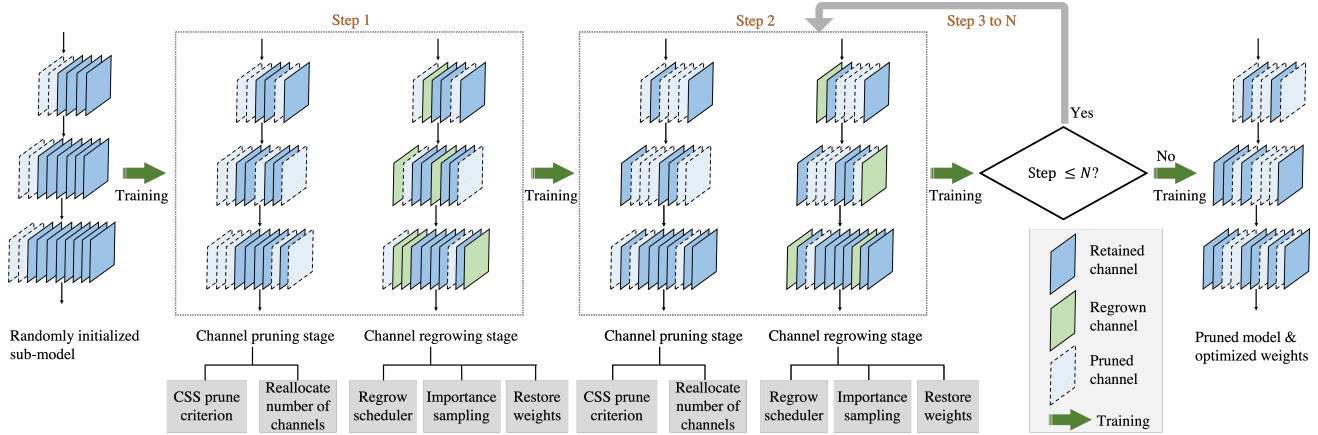 Step 1
Step 2
Step 3 to N
Yes
Training
Training
Training
Step ≤ N?
No
Training
Randomly initialized
sub-model
Channel pruning stage
Channel regrowing stage
Channel pruning stage
Channel regrowing stage
Retained
channel
Regrown
channel
Pruned
channel
Training
Pruned model &
optimized weights
CSS prune
criterion
Reallocate
number of
channels
Regrow
scheduler
Importance
sampling
Restore
weights
CSS prune
criterion
Reallocate
number of
channels
Regrow
scheduler
Importance
sampling
Restore
weights